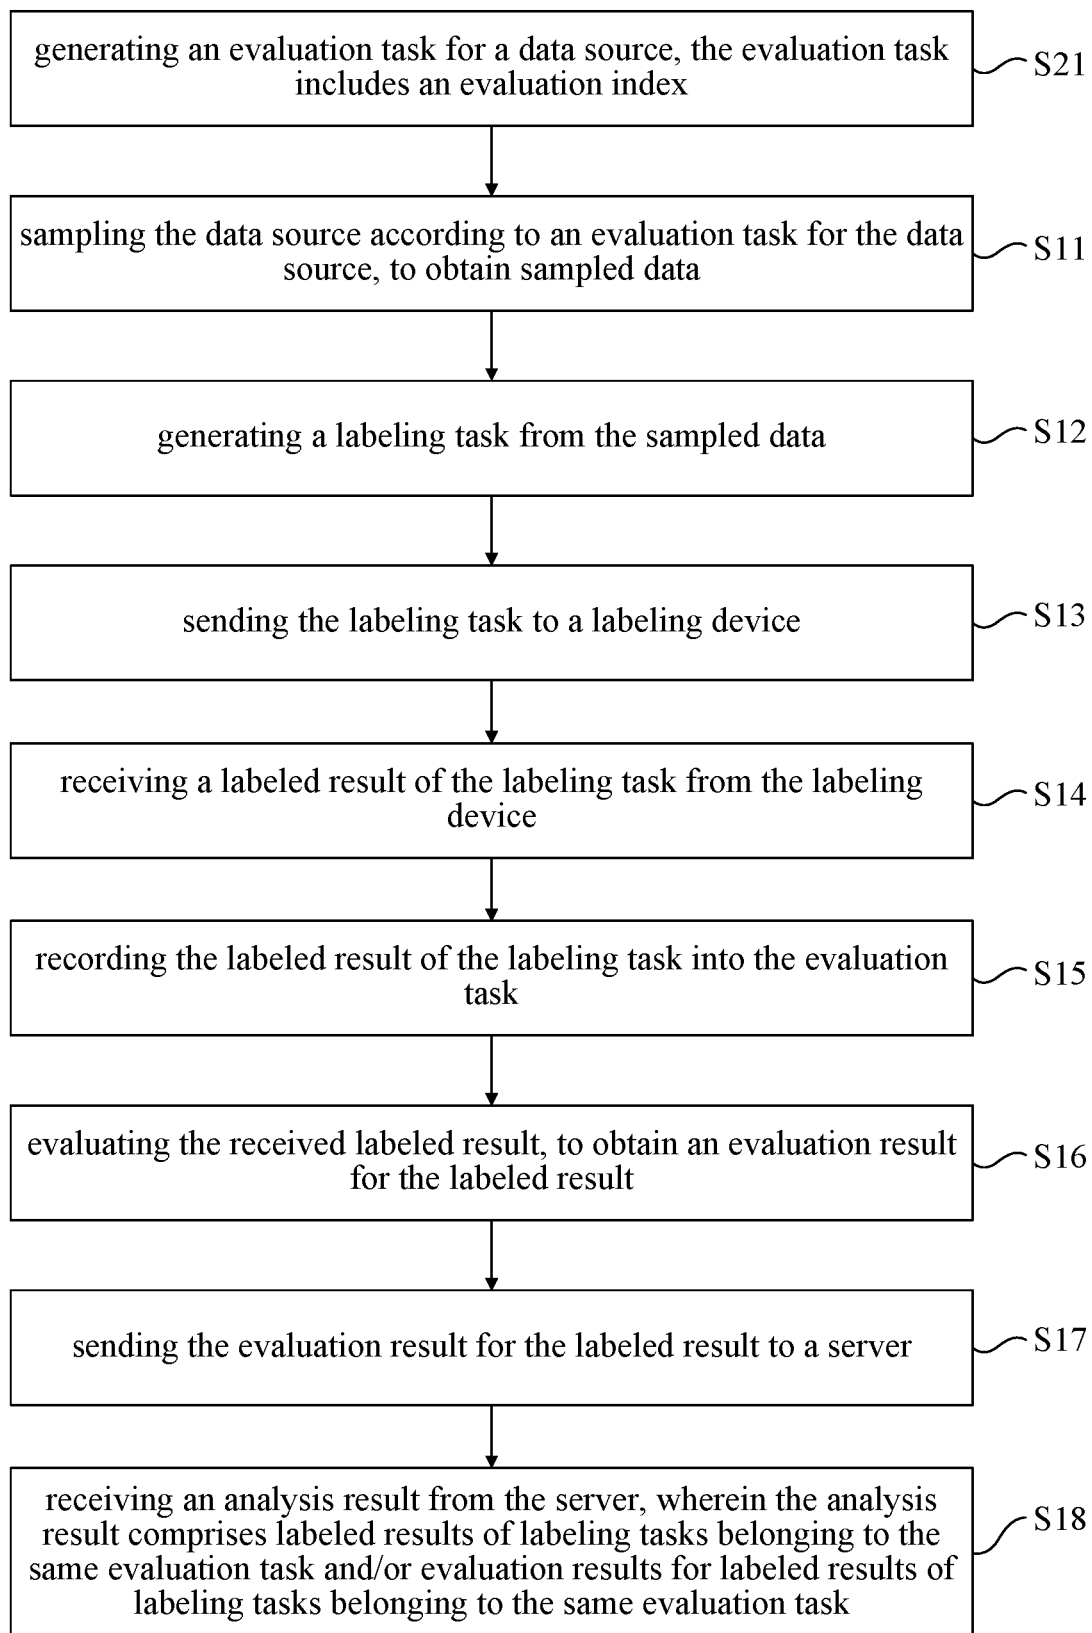 generating an evaluation task for a data source, the evaluation task
includes an evaluation index
S21
sampling the data source according to an evaluation task for the data
source, to obtain sampled data
S11
generating a labeling task from the sampled data
S12
sending the labeling task to a labeling device
S13
receiving a labeled result of the labeling task from the labeling
device
S14
recording the labeled result of the labeling task into the evaluation
task
S15
evaluating the received labeled result, to obtain an evaluation result
for the labeled result
S16
sending the evaluation result for the labeled result to a server
S17
receiving an analysis result from the server, wherein the analysis
result comprises labeled results of labeling tasks belonging to the
same evaluation task and/or evaluation results for labeled results of
labeling tasks belonging to the same evaluation task
S18